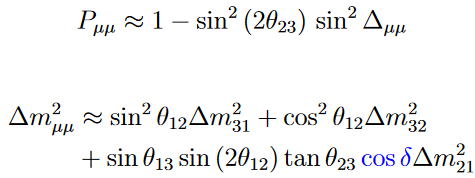 P_{μμ} ≈ 1 − sin² (2θ₂₃) sin² Δ_{μμ}
Δm²_{μμ} ≈ sin² θ₁₂Δm²₃₁ + cos² θ₁₂Δm²₃₂
+ sin θ₁₃ sin (2θ₁₂) tan θ₂₃ cos δΔm²₂₁